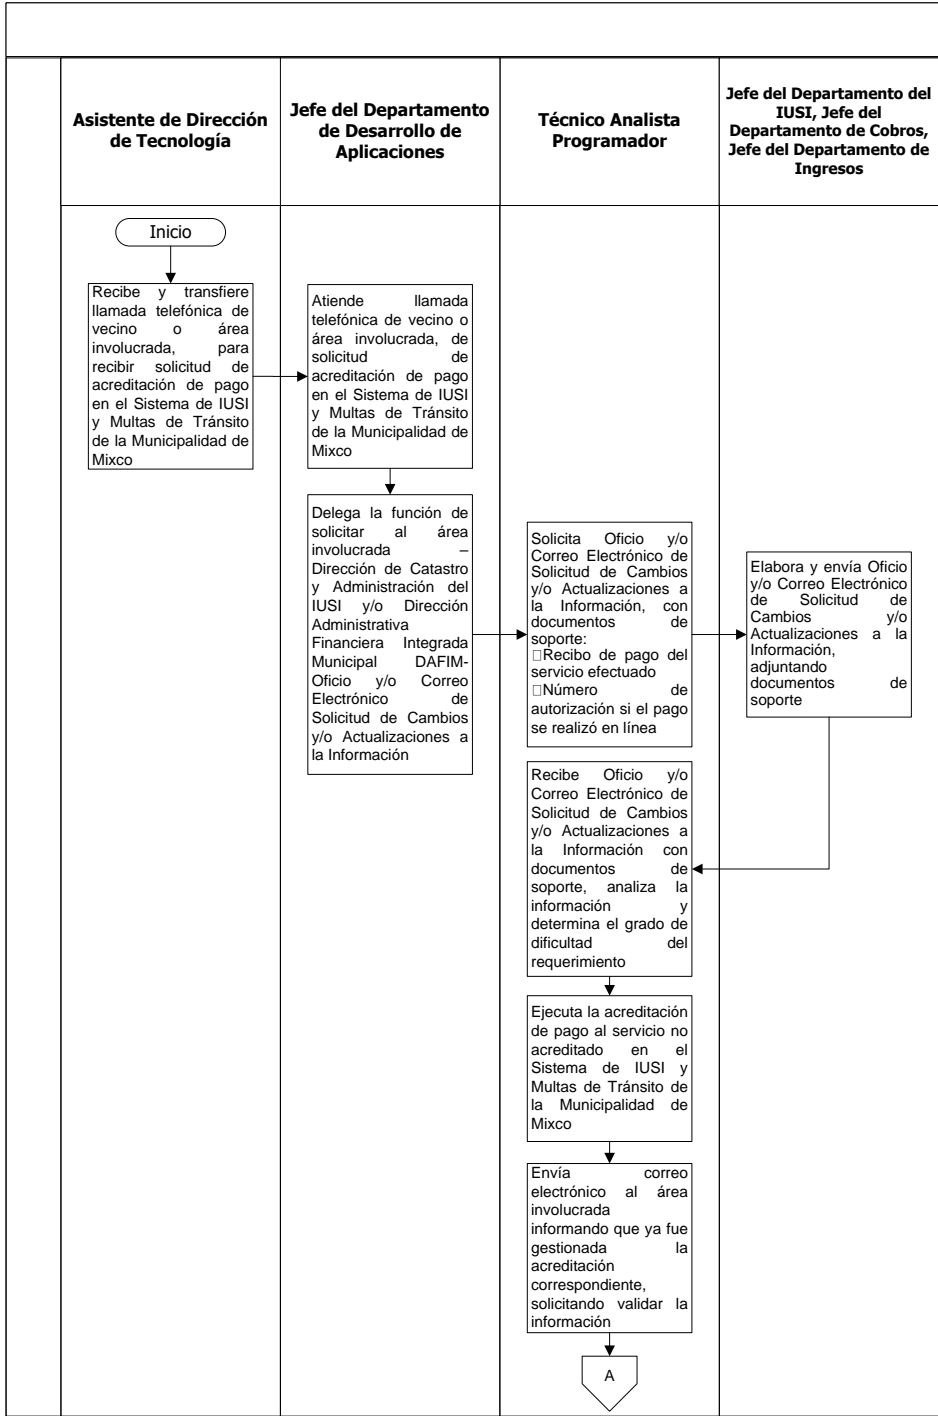 Asistente de Dirección
de Tecnología
Jefe del Departamento
de Desarrollo de
Aplicaciones
Técnico Analista
Programador
Jefe del Departamento del
IUSI, Jefe del
Departamento de Cobros,
Jefe del Departamento de
Ingresos
Inicio
Recibe y transfiere
llamada telefónica de
vecino o área
involucrada, para
recibir solicitud de
acreditación de pago
en el Sistema de IUSI
y Multas de Tránsito
de la Municipalidad de
Mixco
Atiende llamada
telefónica de vecino o
área involucrada, de
solicitud de
acreditación de pago
en el Sistema de IUSI
y Multas de Tránsito
de la Municipalidad de
Mixco
Delega la función de
solicitar al área
involucrada –
Dirección de Catastro
y Administración del
IUSI y/o Dirección
Administrativa
Financiera Integrada
Municipal DAFIM-
Oficio y/o Correo
Electrónico de
Solicitud de Cambios
y/o Actualizaciones a
la Información
Solicita Oficio y/o
Correo Electrónico de
Solicitud de Cambios
y/o Actualizaciones a
la Información, con
documentos de
soporte:
Recibo de pago del
servicio efectuado
Número de
autorización si el pago
se realizó en línea
Elabora y envía Oficio
y/o Correo Electrónico
de Solicitud de
Cambios y/o
Actualizaciones a la
Información,
adjuntando
documentos de
soporte
Recibe Oficio y/o
Correo Electrónico de
Solicitud de Cambios
y/o Actualizaciones a
la Información con
documentos de
soporte, analiza la
información y
determina el grado de
dificultad del
requerimiento
Ejecuta la acreditación
de pago al servicio no
acreditado en el
Sistema de IUSI y
Multas de Tránsito de
la Municipalidad de
Mixco
Envía correo
electrónico al área
involucrada
informando que ya fue
gestionada la
acreditación
correspondiente,
solicitando validar la
información
A